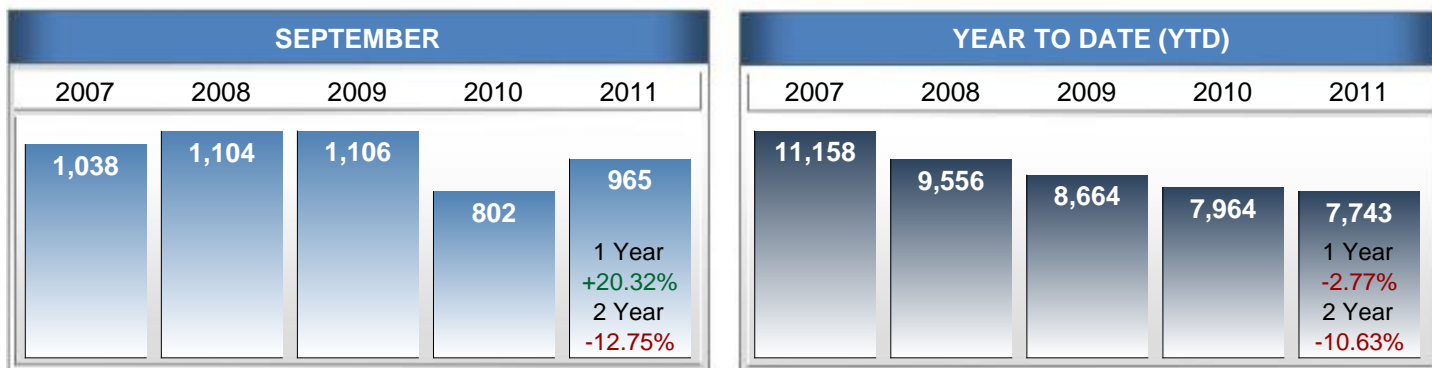 SEPTEMBER
2007 2008 2009 2010 2011
1,038 1,104 1,106 802 965
1 Year
+20.32%
2 Year
-12.75%
YEAR TO DATE (YTD)
2007 2008 2009 2010 2011
11,158 9,556 8,664 7,964 7,743
1 Year
-2.77%
2 Year
-10.63%